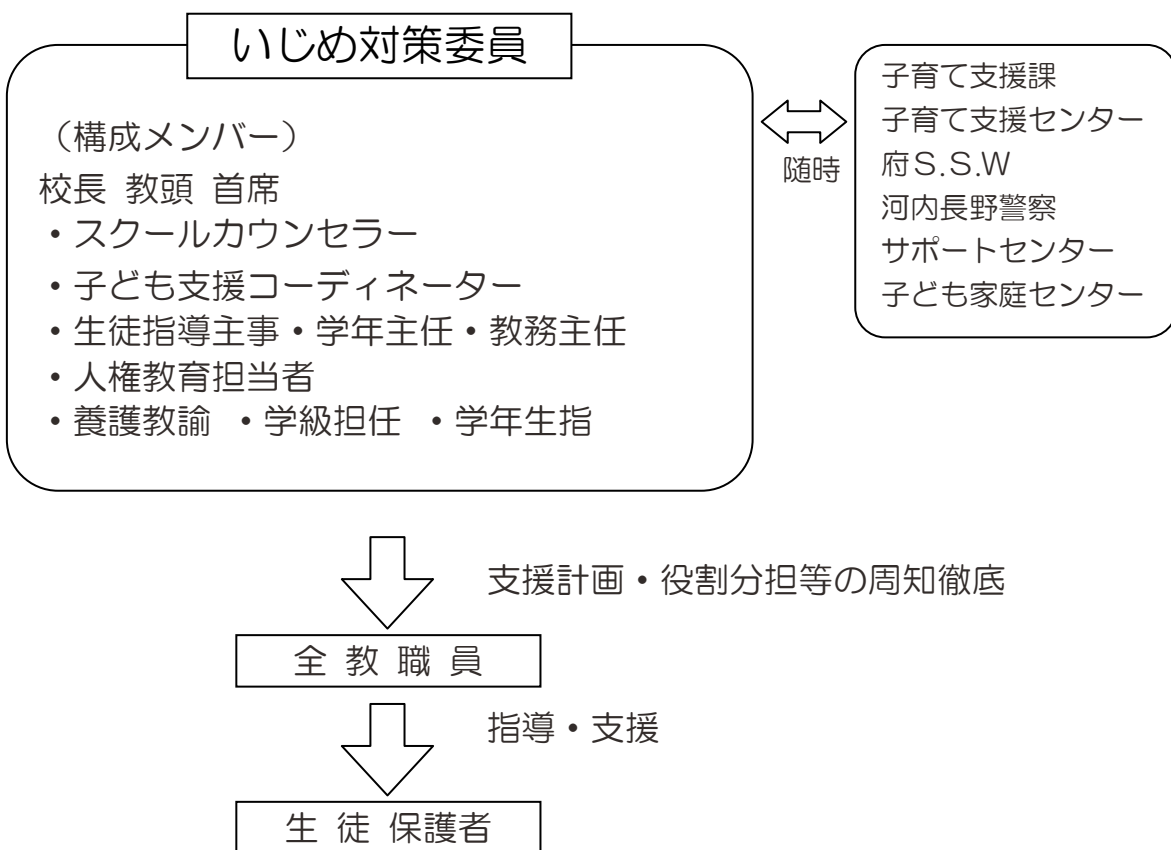 いじめ対策委員
（構成メンバー）
校長 教頭 首席
・スクールカウンセラー
・子ども支援コーディネーター
・生徒指導主事・学年主任・教務主任
・人権教育担当者
・養護教諭 ・学級担任 ・学年生指
随時
子育て支援課
子育て支援センター
府S.S.W
河内長野警察
サポートセンター
子ども家庭センター
支援計画・役割分担等の周知徹底
全 教 職 員
指導・支援
生 徒 保護者